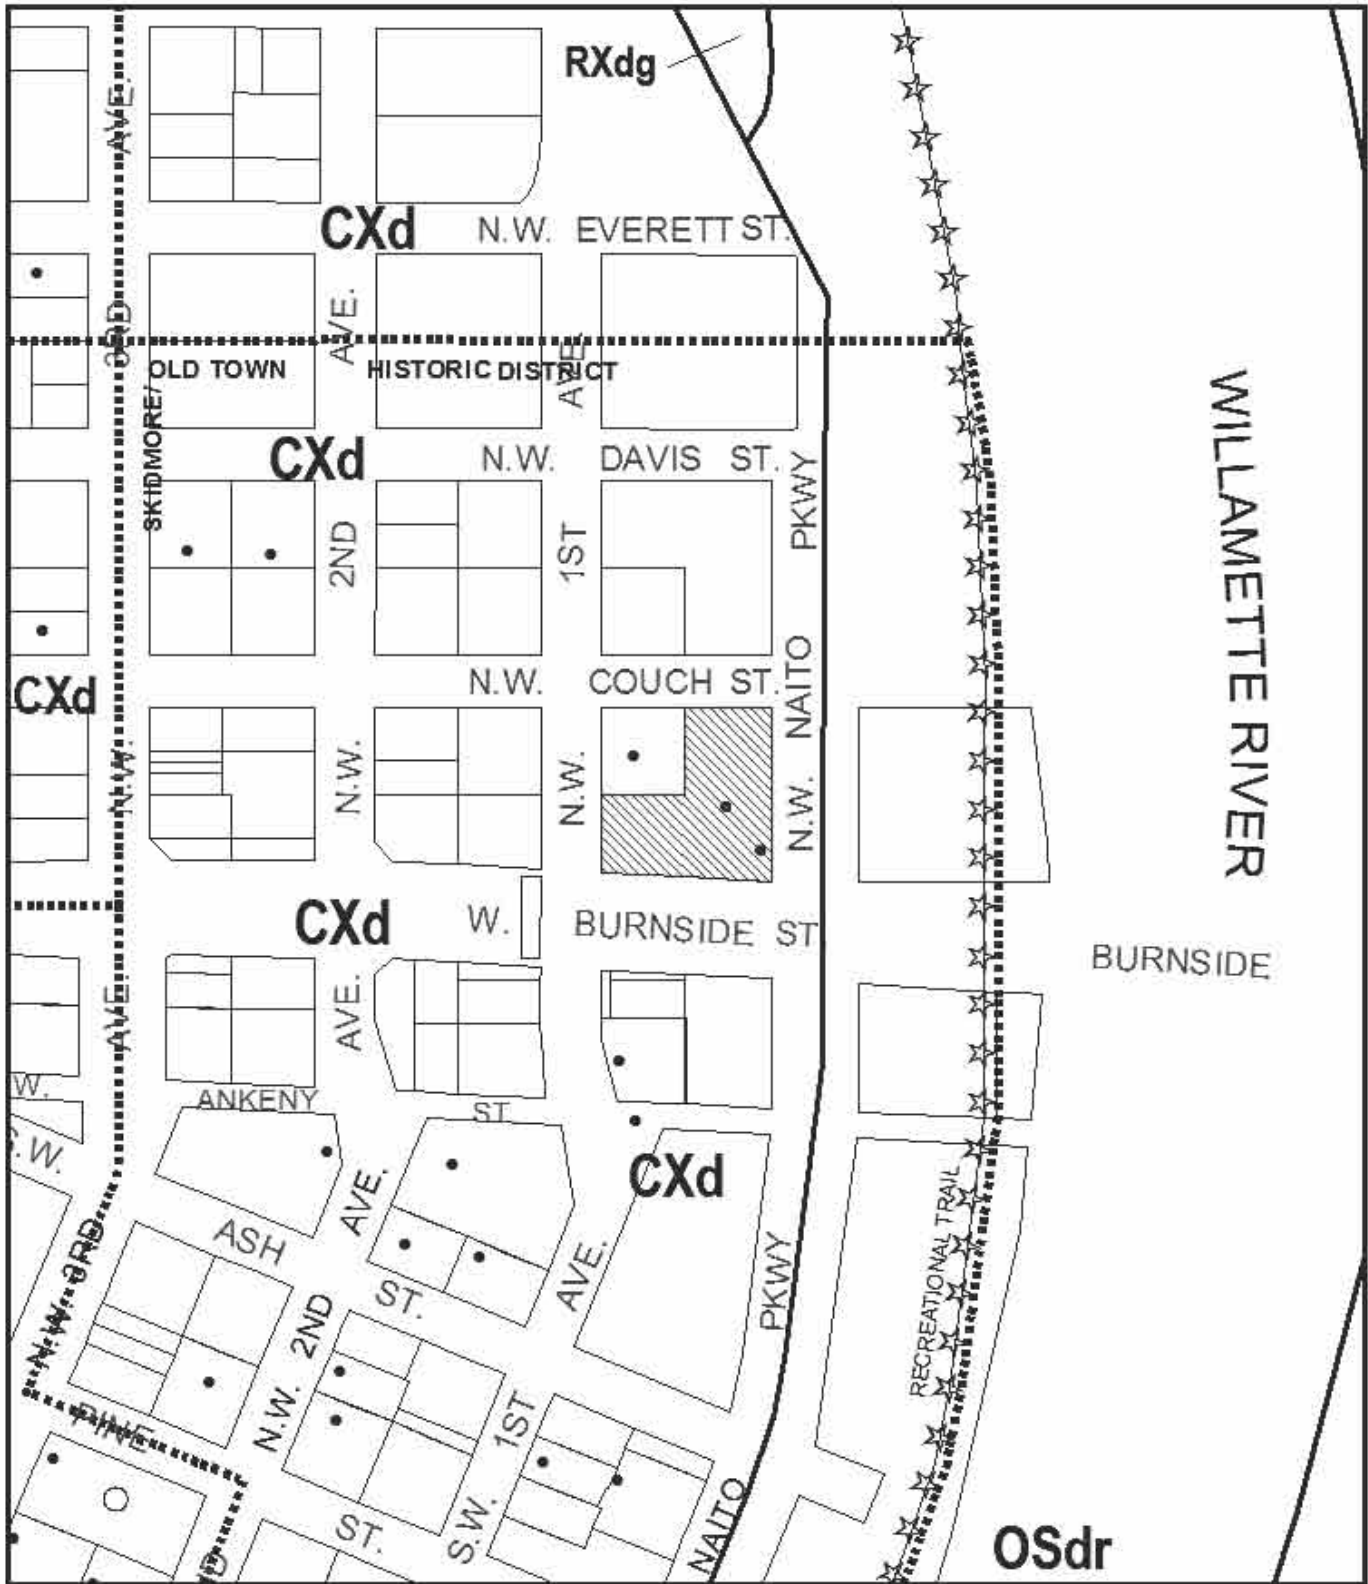 RXdg
AVE.
CXd
N.W. EVERETT ST.
3RD
AVE.
OLD TOWN HISTORIC DISTRICT
SKIDMORE/
AVE.
CXd
N.W. DAVIS ST.
PKWY
2ND
1ST
WILLAMETTE RIVER
CXd
N.W. COUCH ST.
NAITO
N.W.
N.W.
N.W.
N.W.
CXd
W. BURNSIDE ST
BURNSIDE
AVE.
AVE.
W.
ANKENY ST
S.W.
CXd
AVE.
ASH ST.
AVE.
PKWY
RECREATIONAL TRAIL
3RD
N.W.
2ND
N.W.
PINE ST.
1ST
S.W.
NAITO
OSdr